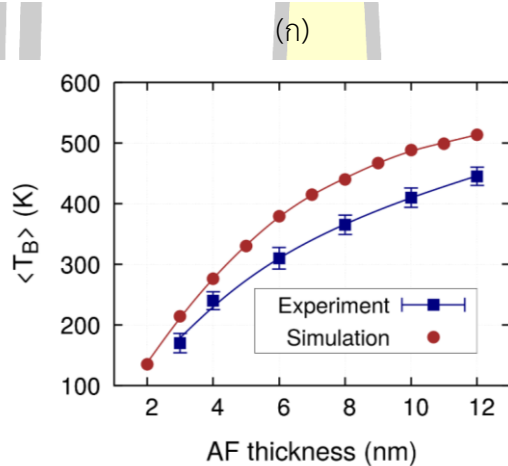 (ก)
600
500
400
300
200
100
<T_B> (K)
Experiment
Simulation
2 4 6 8 10 12
AF thickness (nm)